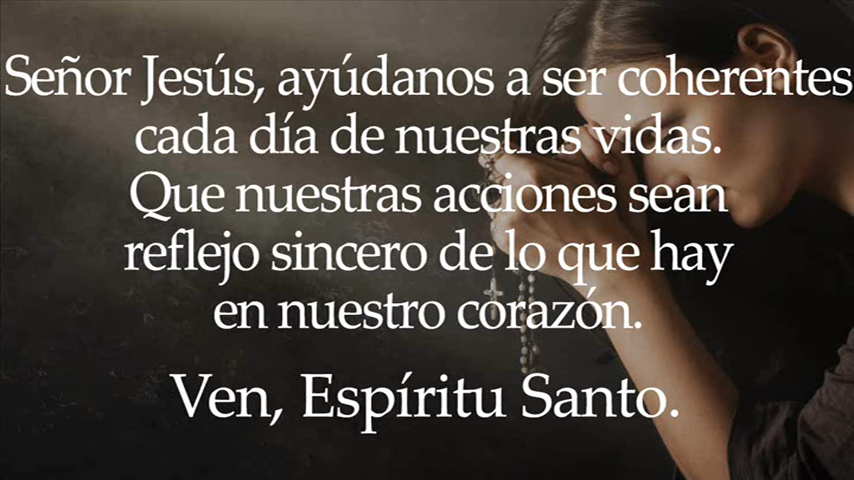 Señor Jesús, ayúdanos a ser coherentes
cada día de nuestras vidas.
Que nuestras acciones sean
reflejo sincero de lo que hay
en nuestro corazón.
Ven, Espíritu Santo.